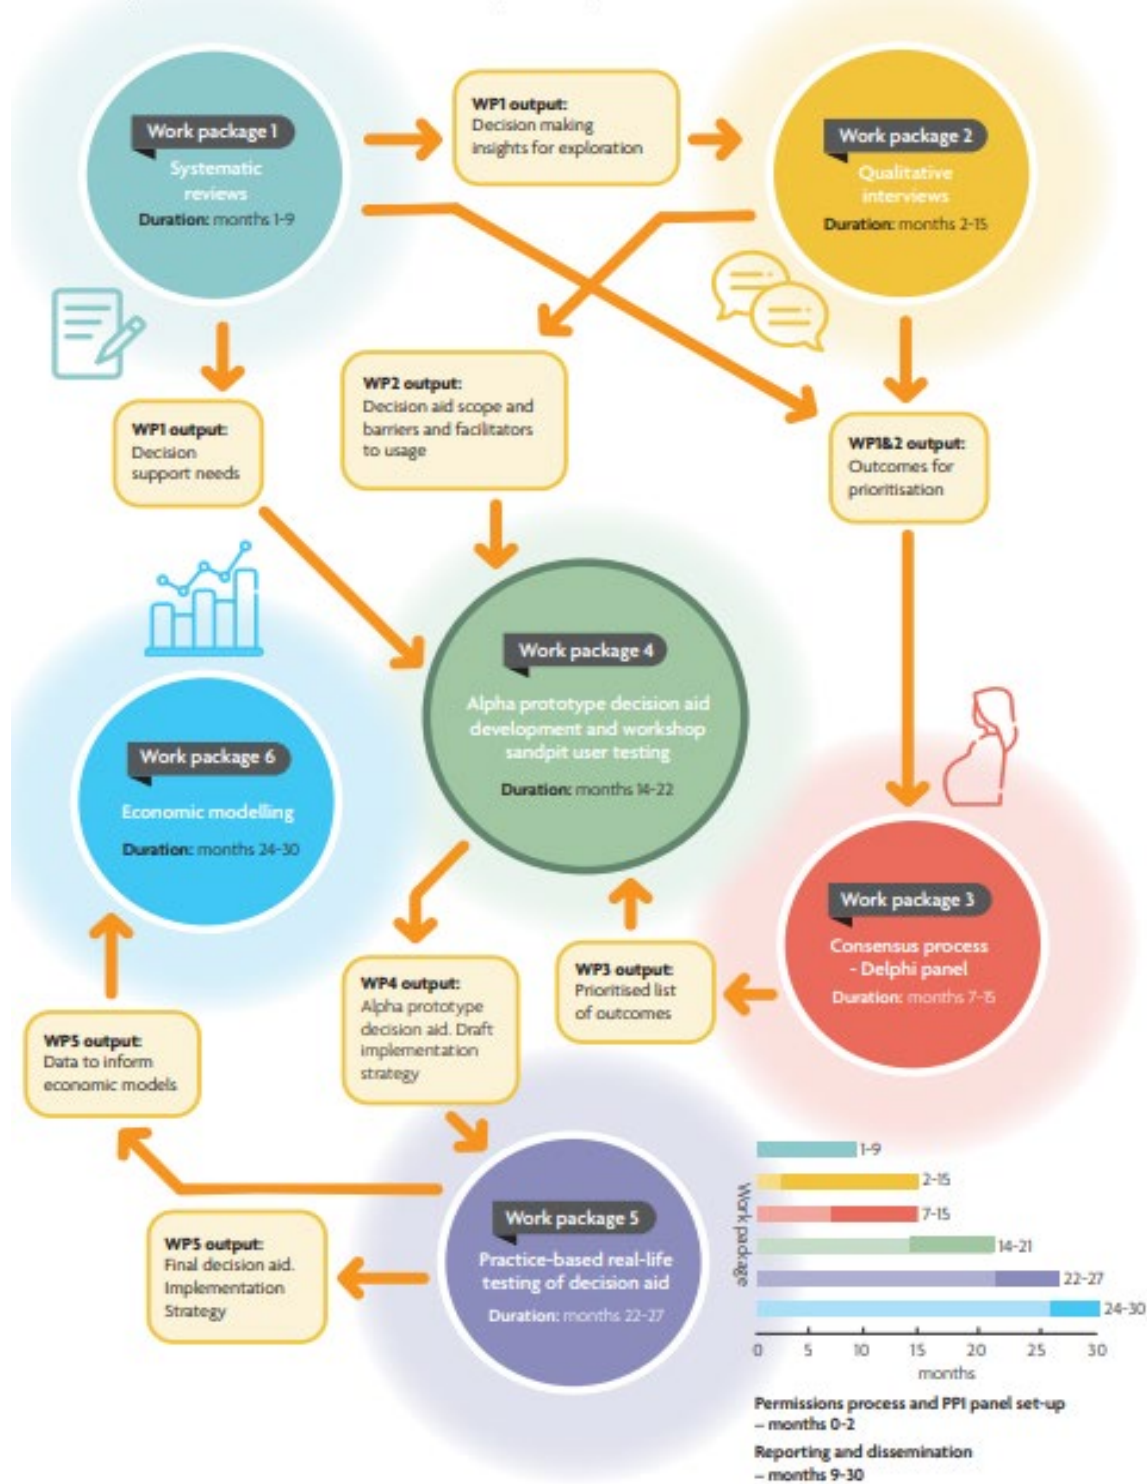 Work package 1
Systematic
reviews
Duration: months 1-9
WP1 output:
Decision making
insights for exploration
Work package 2
Qualitative
interviews
Duration: months 2-15
WP1 output:
Decision
support needs
WP2 output:
Decision aid scope and
barriers and facilitators
to usage
WP1&2 output:
Outcomes for
prioritisation
Work package 4
Alpha prototype decision aid
development and workshop
sandpit user testing
Duration: months 14-22
Work package 6
Economic modelling
Duration: months 24-30
Work package 3
Consensus process
- Delphi panel
Duration: months 7-15
WP3 output:
Prioritised list
of outcomes
WP4 output:
Alpha prototype
decision aid. Draft
implementation
strategy
WP5 output:
Data to inform
economic models
Work package 5
Practice-based real-life
testing of decision aid
Duration: months 22-27
WP5 output:
Final decision aid.
Implementation
Strategy
Work package
1-9
2-15
7-15
14-21
22-27
24-30
0 5 10 15 20 25 30
months
Permissions process and PPI panel set-up
– months 0-2
Reporting and dissemination
– months 9-30